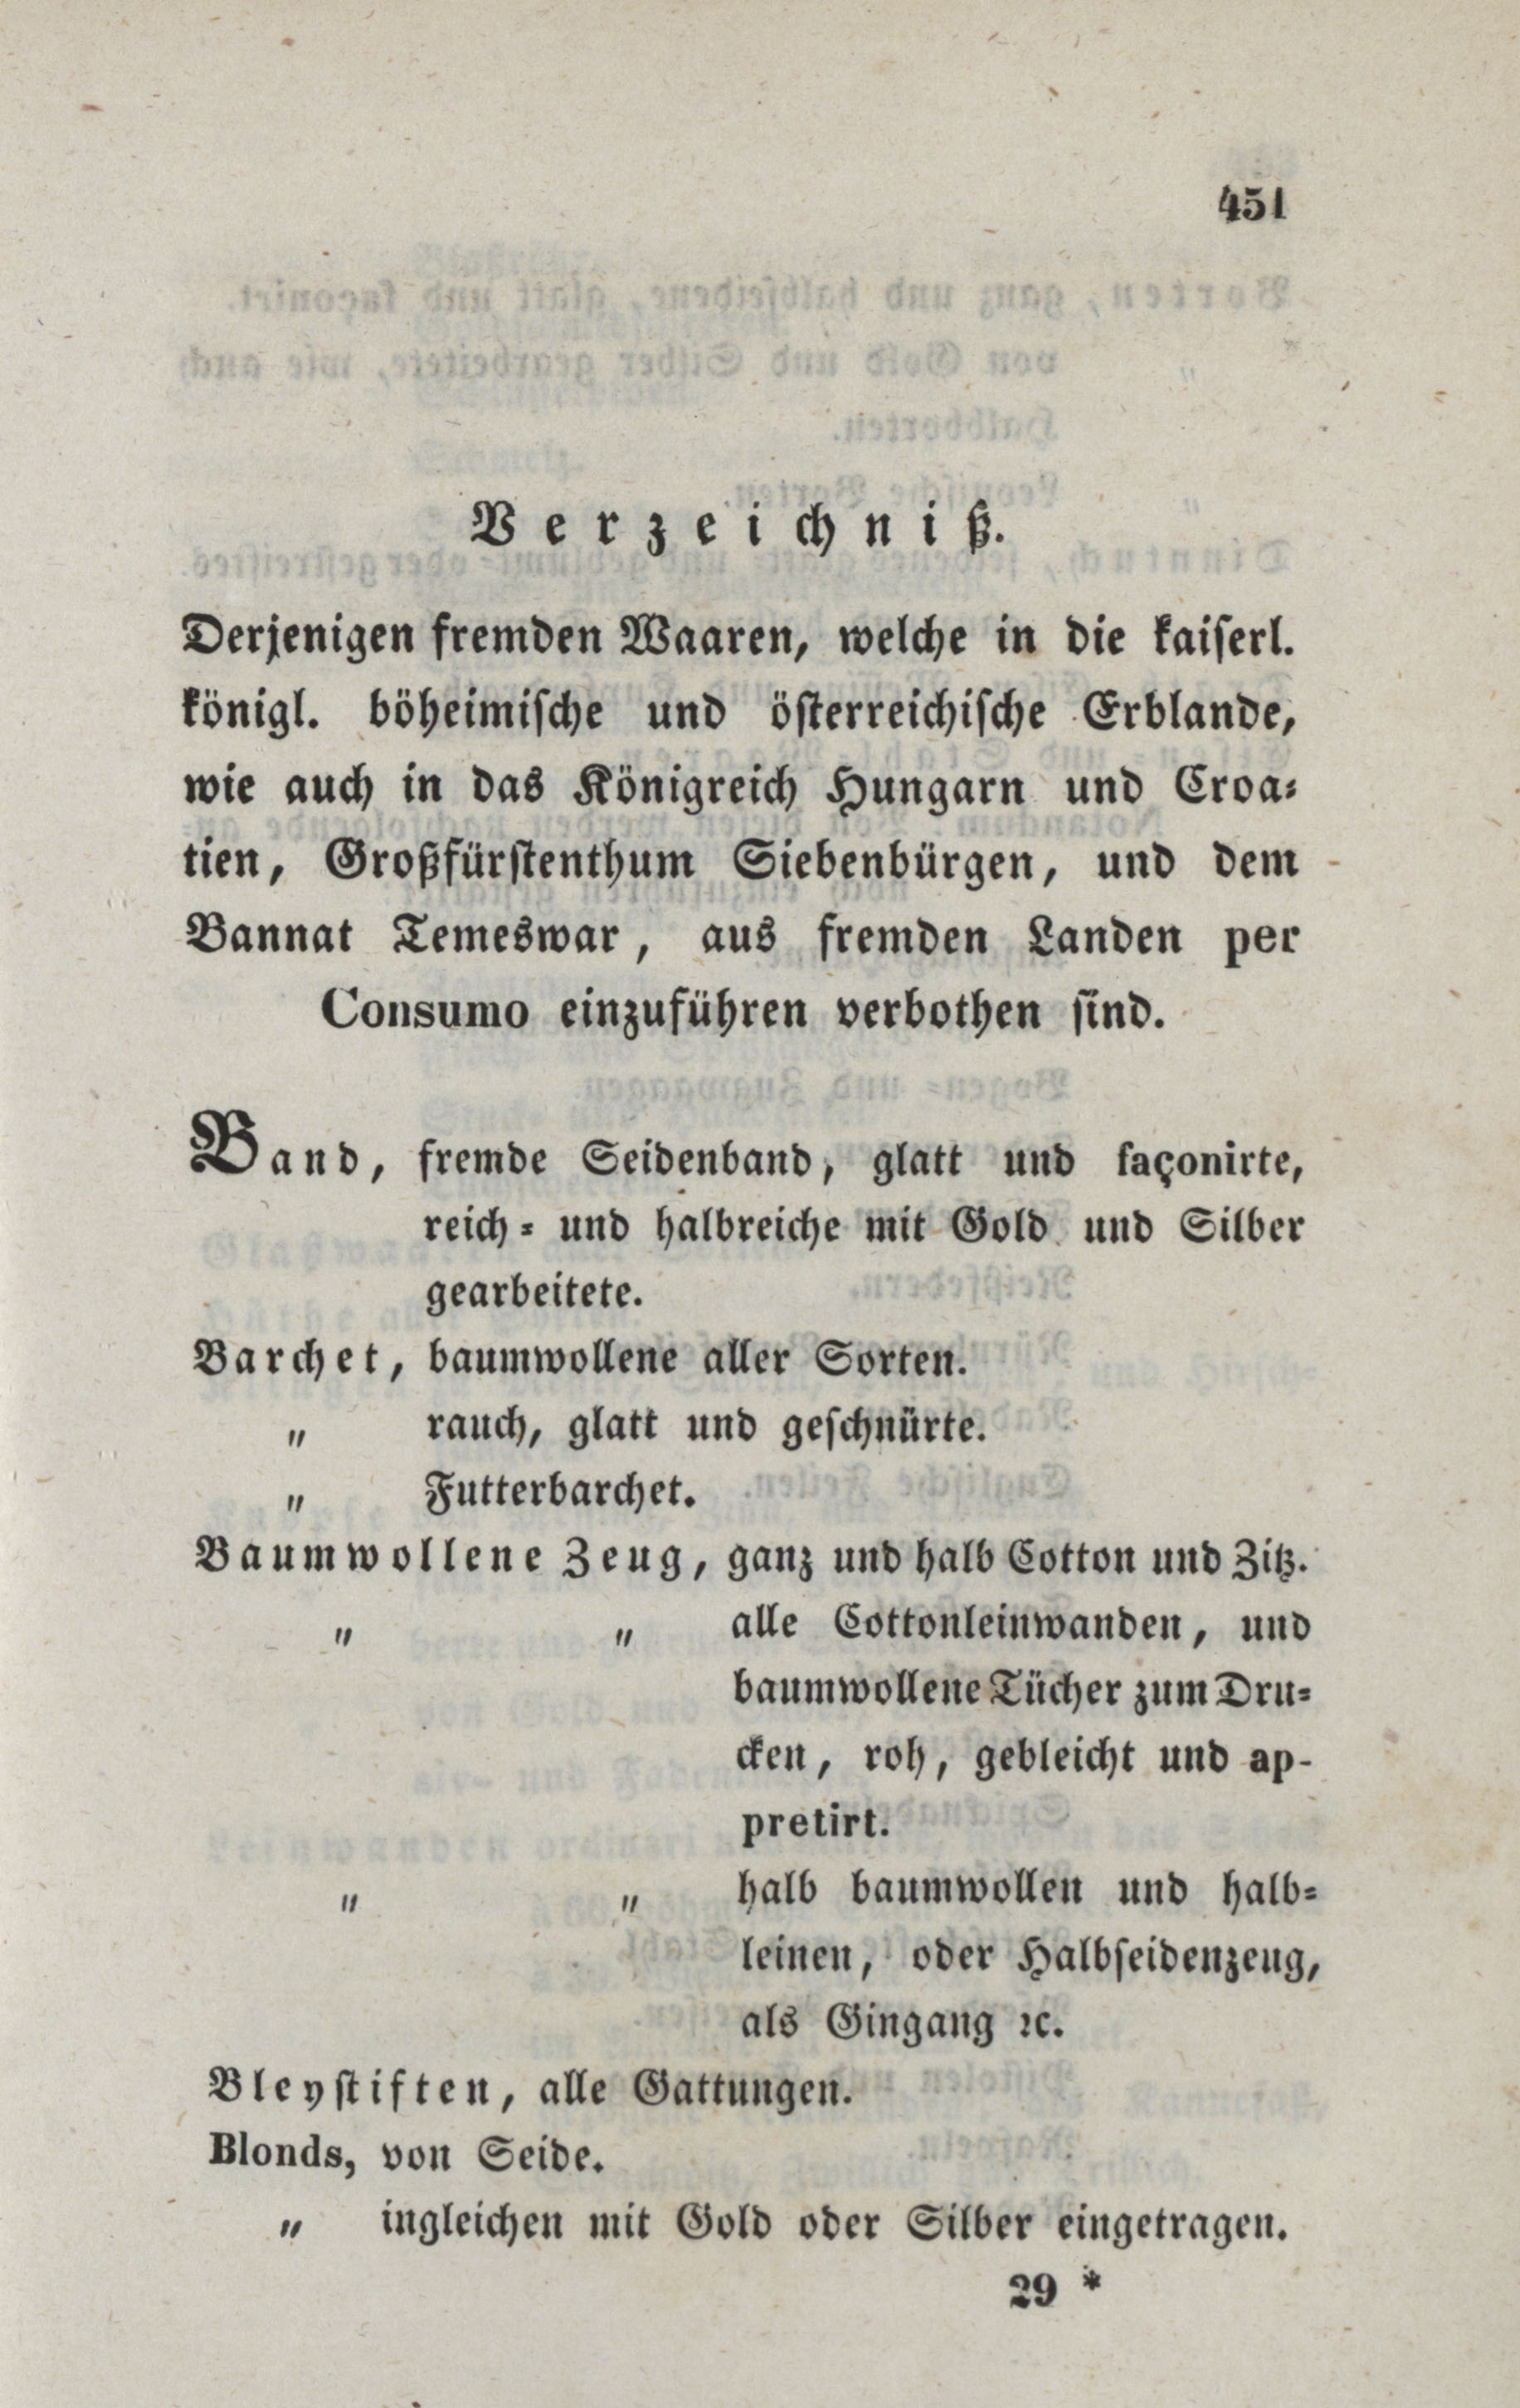 451
Verzeichniß.
Derjenigen fremden Waaren, welche in die kaiserl.
königl. böheimische und österreichische Erblande,
wie auch in das Königreich Hungarn und Croa-
tien, Großfürstenthum Siebenbürgen, und dem
Bannat Temeswar, aus fremden Landen per
Consumo einzuführen verbothen sind.
Band, fremde Seidenband, glatt und façonirte,
reich- und halbreiche mit Gold und Silber
gearbeitete.
Barchet, baumwollene aller Sorten.
„ rauch, glatt und geschnürte.
„ Futterbarchet.
Baumwollene Zeug, ganz und halb Cotton und Zitz.
„ „ alle Cottonleinwanden, und
baumwollene Tücher zum Dru-
cken, roh, gebleicht und ap-
pretirt.
„ „ halb baumwollen und halb-
leinen, oder Halbseidenzeug,
als Gingang ꝛc.
Bleystiften, alle Gattungen.
Blonds, von Seide.
„ ingleichen mit Gold oder Silber eingetragen.
29 *